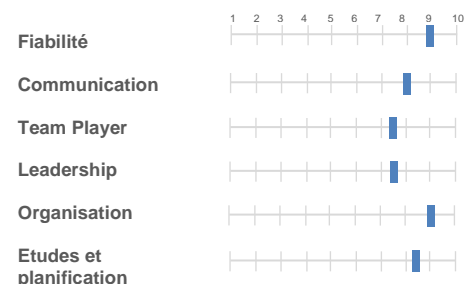 1 2 3 4 5 6 7 8 9 10
Fiabilité
Communication
Team Player
Leadership
Organisation
Etudes et
planification